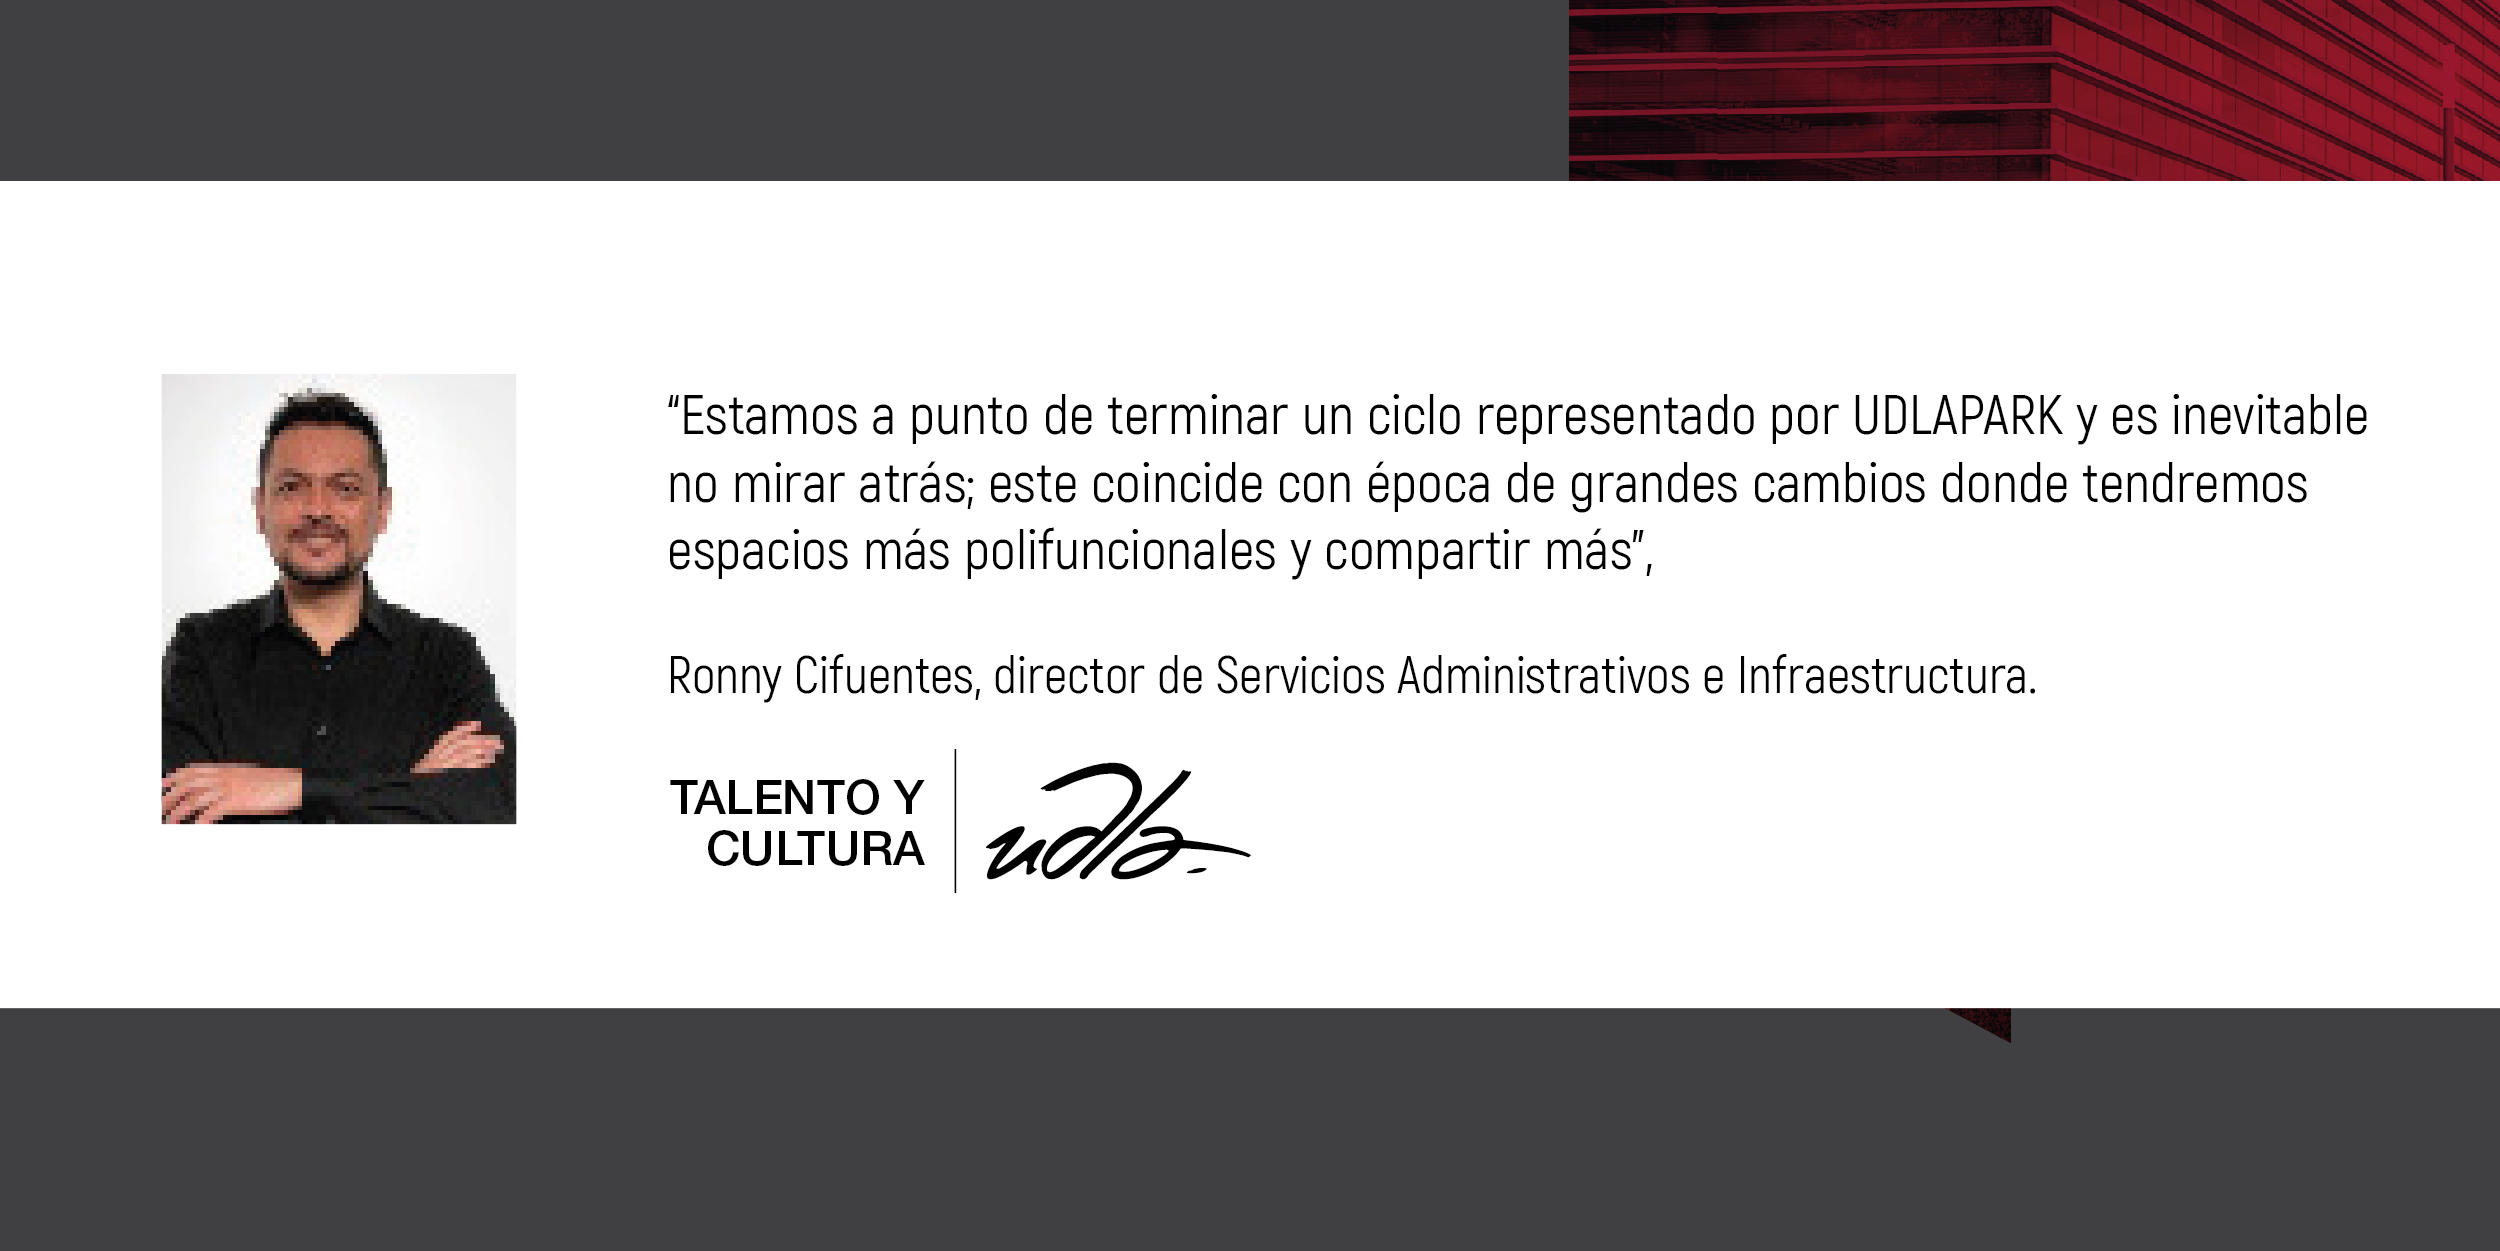 “Estamos a punto de terminar un ciclo representado por UDLAPARK y es inevitable
no mirar atrás; este coincide con época de grandes cambios donde tendremos
espacios más polifuncionales y compartir más”,
Ronny Cifuentes, director de Servicios Administrativos e Infraestructura.
TALENTO Y
CULTURA
udla.